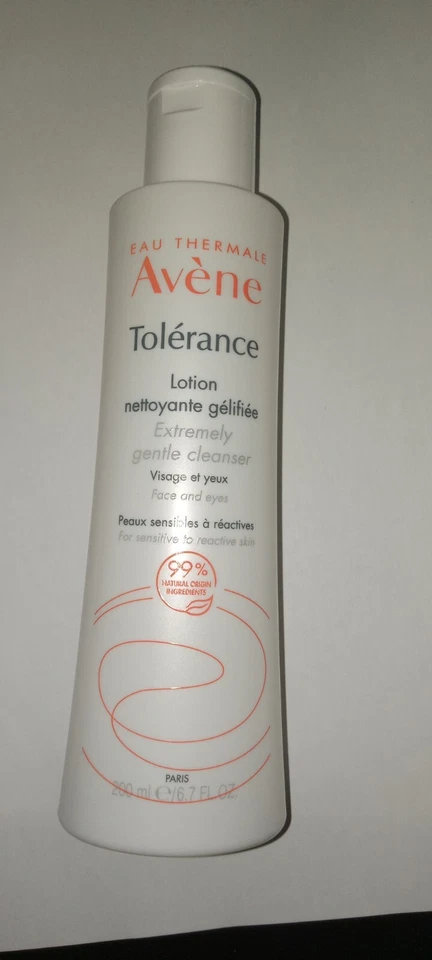 EAU THERMALE
Avène
Tolérance
Lotion
nettoyante gélifiée
Extremely
gentle cleanser
Visage et yeux
Face and eyes
Peaux sensibles à réactives
For sensitive to reactive skin
99%
NATURAL ORIGIN
INGREDIENTS
PARIS
200 ml ℮/6.7 FL.OZ.